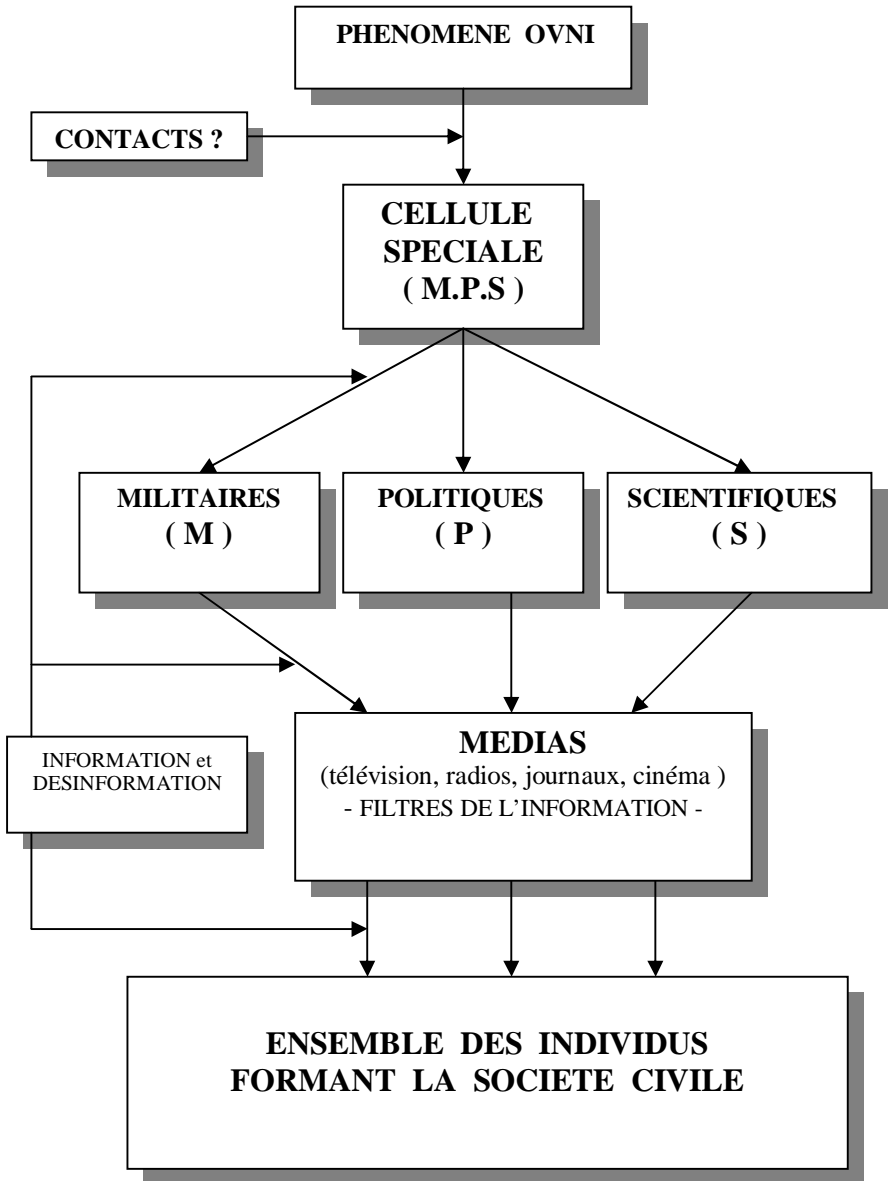 PHENOMENE OVNI
CONTACTS ?
CELLULE
SPECIALE
( M.P.S )
MILITAIRES
( M )
POLITIQUES
( P )
SCIENTIFIQUES
( S )
INFORMATION et
DESINFORMATION
MEDIAS
(télévision, radios, journaux, cinéma )
- FILTRES DE L’INFORMATION -
ENSEMBLE DES INDIVIDUS
FORMANT LA SOCIETE CIVILE